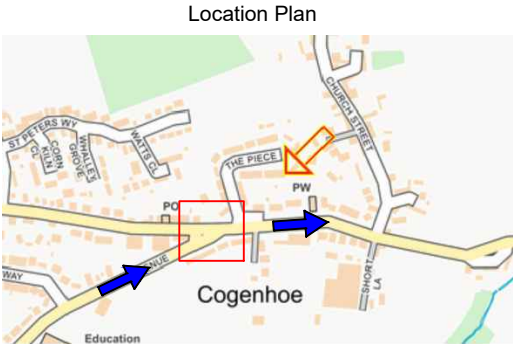 Location Plan
CHURCH STREET
ST PETERS WY
CORN
KILN
CL
WHALLEY
GROVE
WATTS CL
THE PIECE
PW
PO
NUE
WAY
Cogenhoe
SHORT
LA
Education